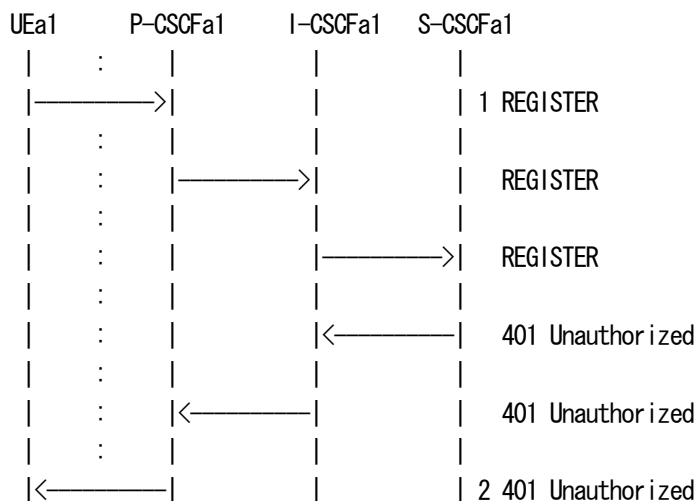 UEa1 P-CSCFa1 I-CSCFa1 S-CSCFa1
| : | | |
|----------->| | | 1 REGISTER
| : | | |
| : |----------->| | REGISTER
| : | | |
| : | |----------->| REGISTER
| : | | |
| : | |<-----------| 401 Unauthorized
| : | | |
| : |<-----------| | 401 Unauthorized
| : | | |
|<-----------| | | 2 401 Unauthorized